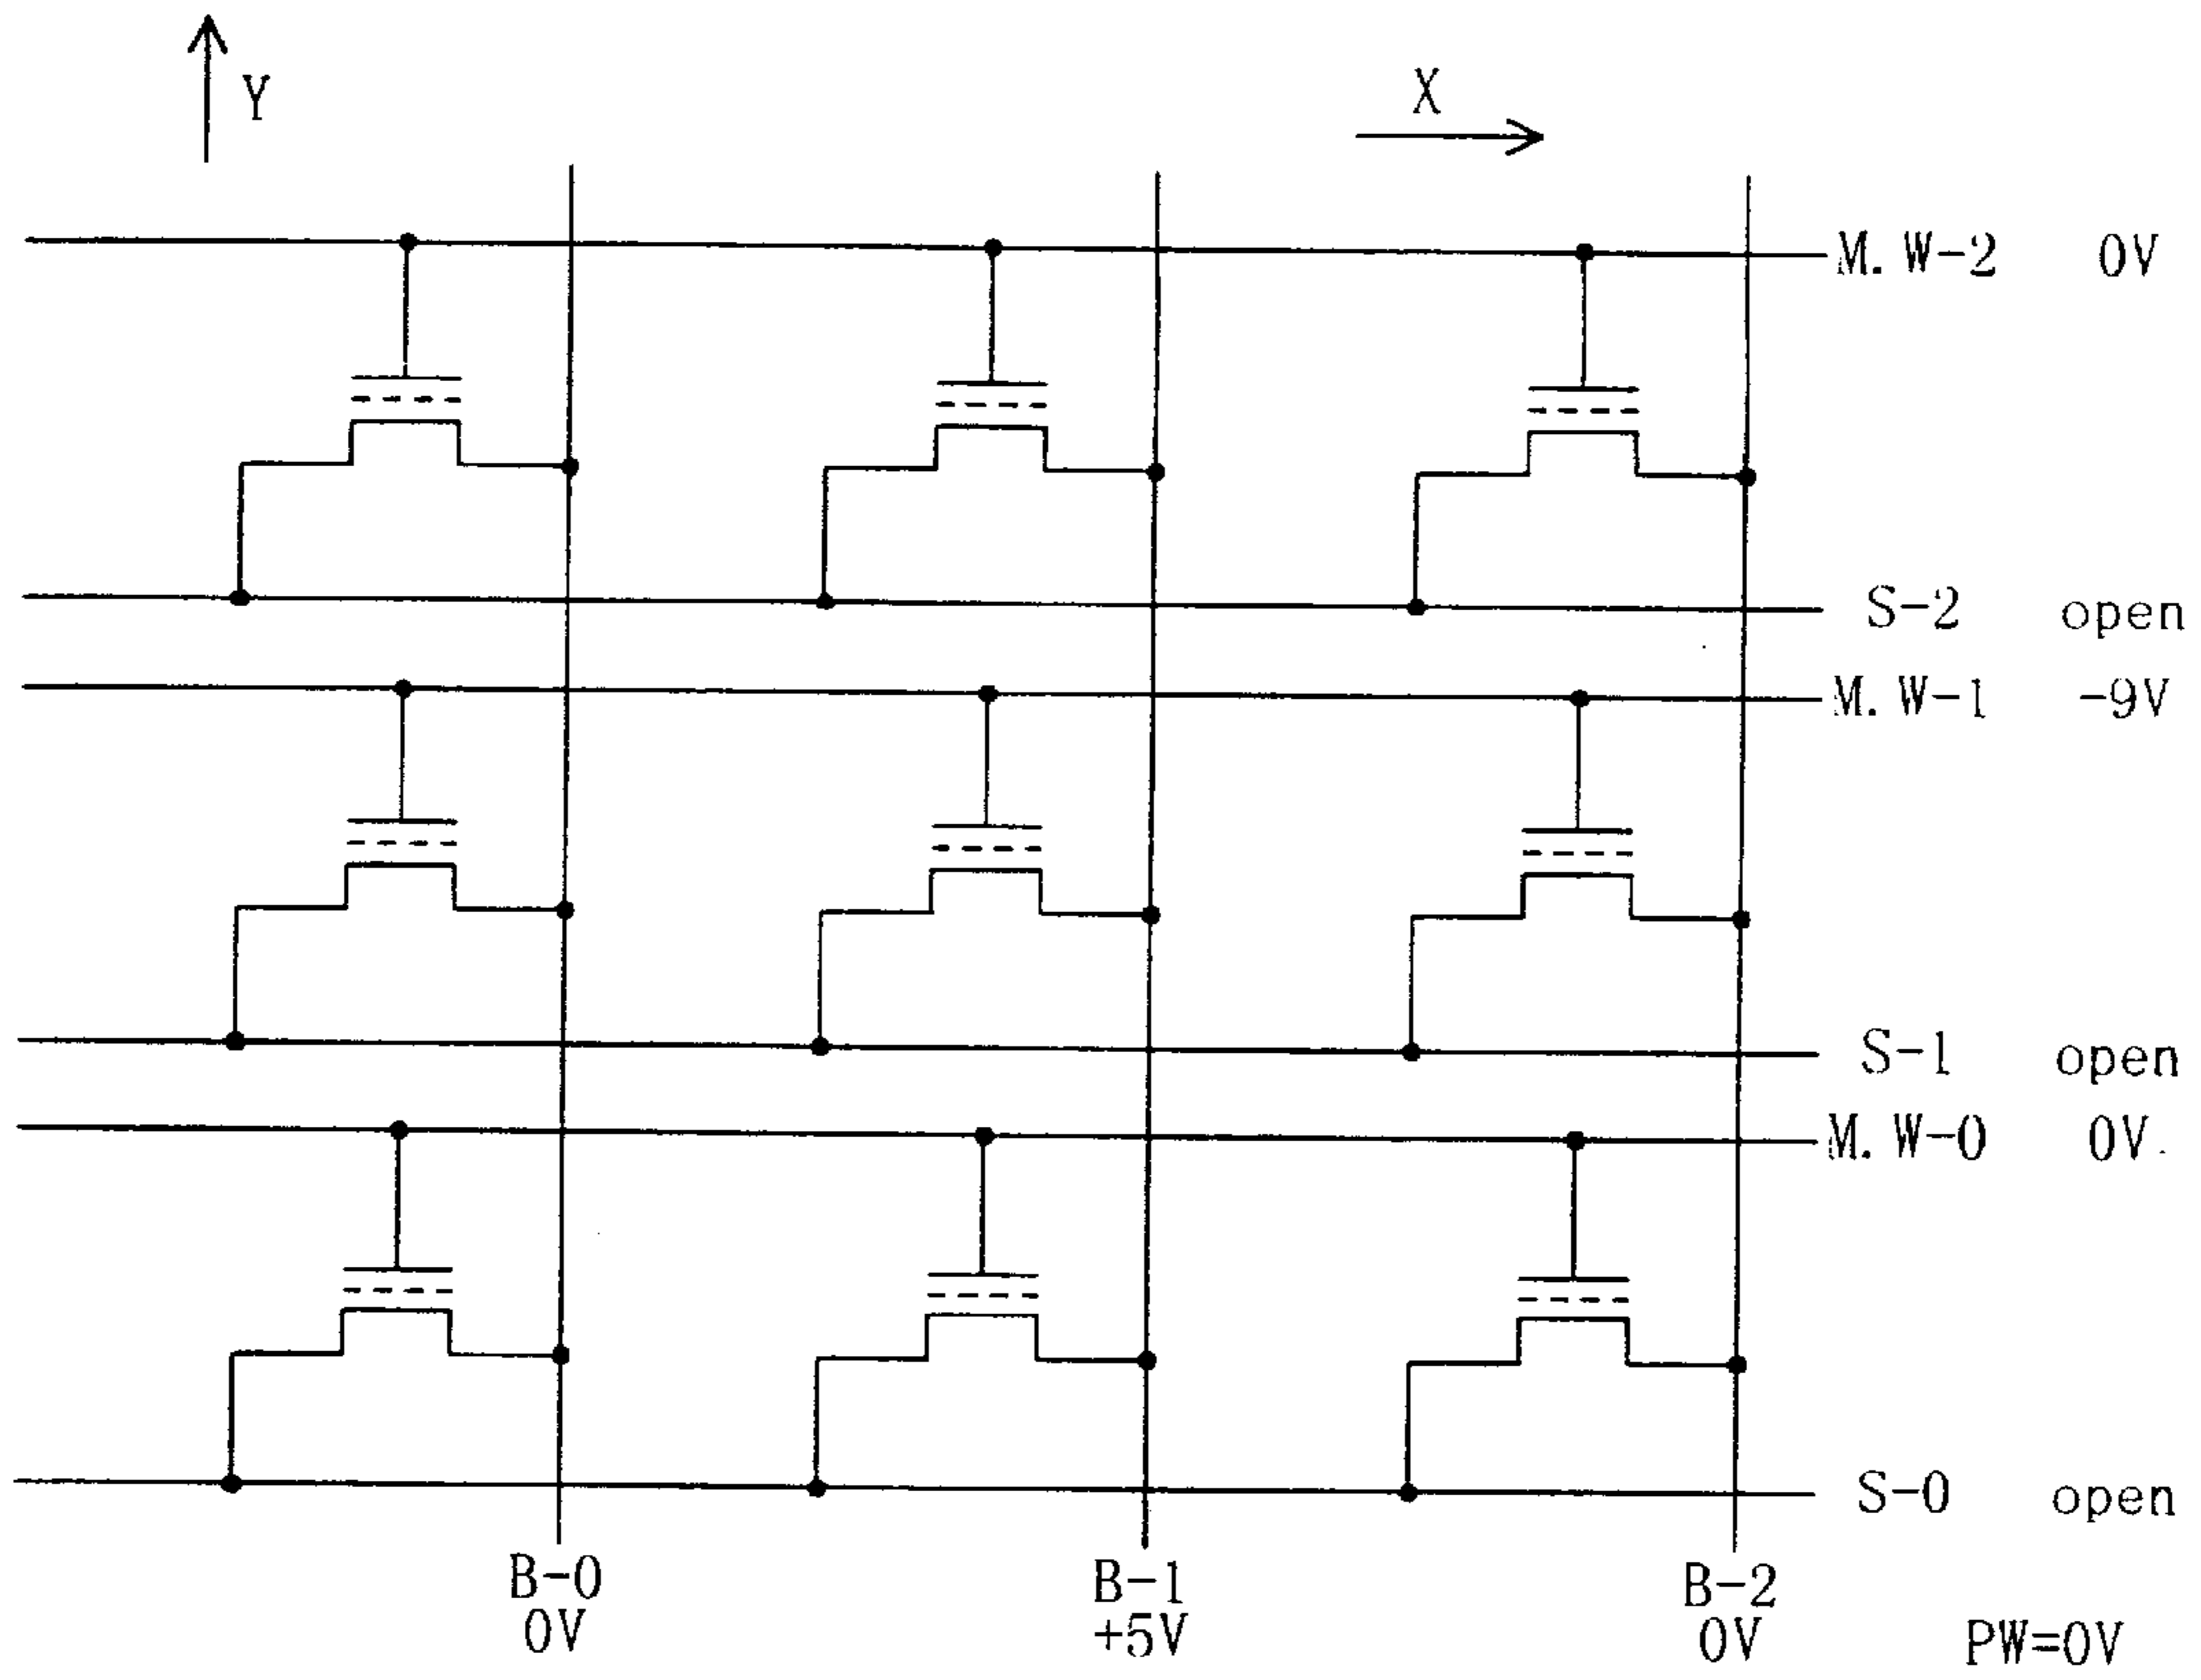 Y
X
M. W-2 0V
S-2 open
M. W-1 -9V
S-1 open
M. W-0 0V
S-0 open
B-0 B-1 B-2
0V +5V 0V PW=0V